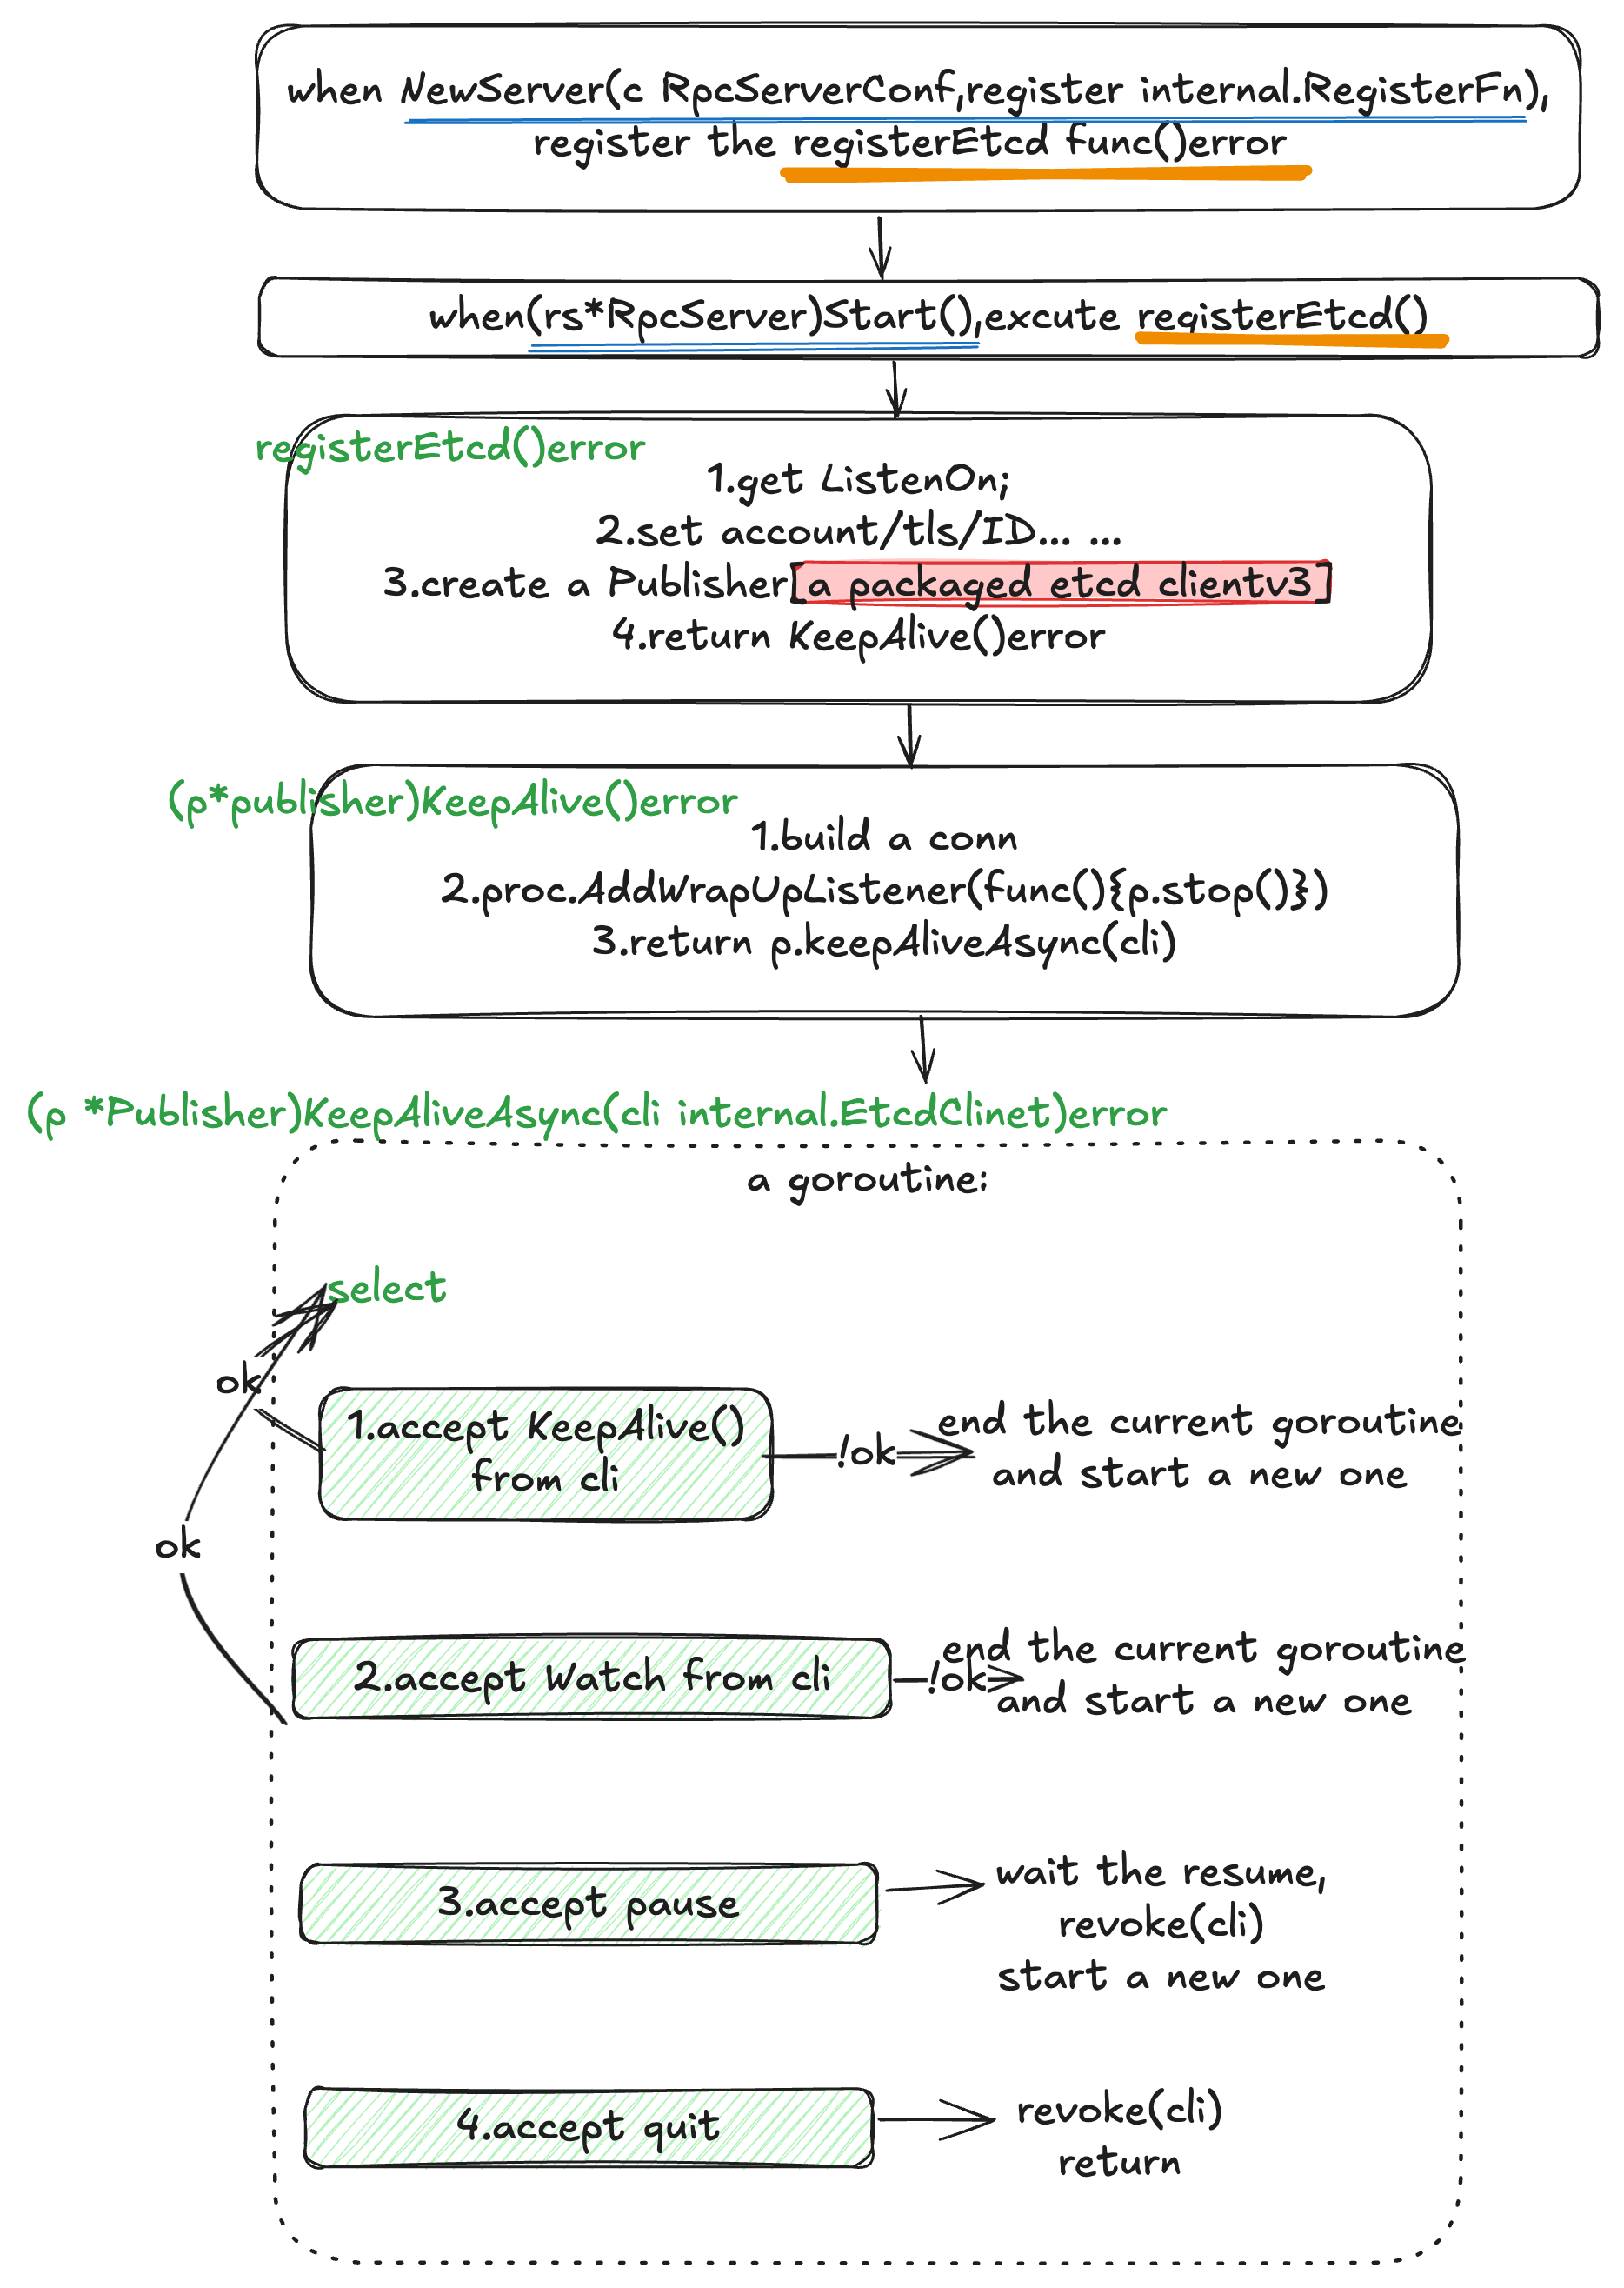 when NewServer(c RpcServerConf,register internal.RegisterFn),
register the registerEtcd func()error
when(rs*RpcServer)Start(),excute registerEtcd()
registerEtcd()error
1.get ListenOn;
2.set account/tls/ID... ...
3.create a Publisher[a packaged etcd clientv3]
4.return KeepAlive()error
(p*publisher)KeepAlive()error
1.build a conn
2.proc.AddWrapUpListener(func(){p.stop()})
3.return p.keepAliveAsync(cli)
(p *Publisher)KeepAliveAsync(cli internal.EtcdClinet)error
a goroutine:
select
ok
1.accept KeepAlive()
from cli
!ok
end the current goroutine
and start a new one
ok
2.accept Watch from cli
!ok
end the current goroutine
and start a new one
3.accept pause
wait the resume,
revoke(cli)
start a new one
4.accept quit
revoke(cli)
return